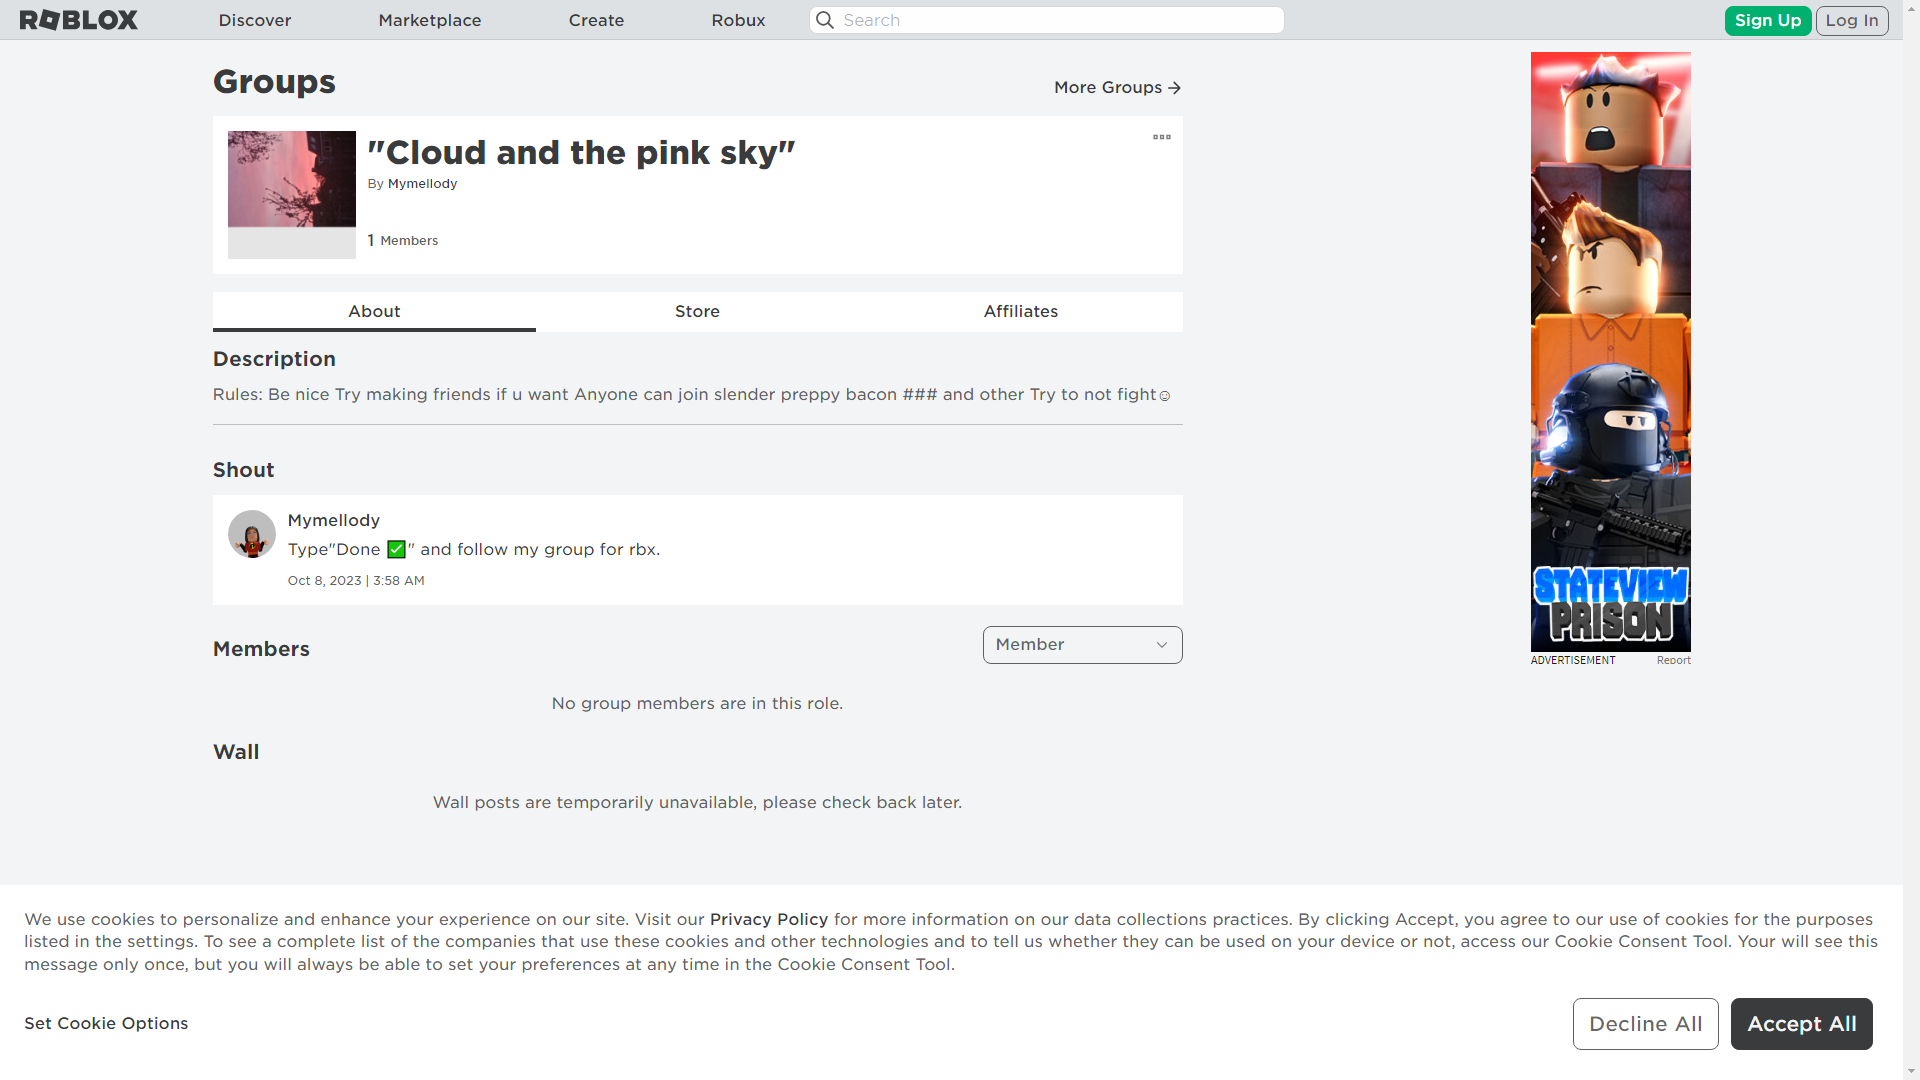 ROBLOX
Discover
Marketplace
Create
Robux
Search
Sign Up
Log In
Groups
More Groups
"Cloud and the pink sky"
By Mymellody
1 Members
About
Store
Affiliates
Description
Rules: Be nice Try making friends if u want Anyone can join slender preppy bacon ### and other Try to not fight☺
Shout
Mymellody
Type"Done ✅" and follow my group for rbx.
Oct 8, 2023 | 3:58 AM
Members
Member
No group members are in this role.
Wall
Wall posts are temporarily unavailable, please check back later.
STATEVIEW
PRISON
ADVERTISEMENT
Report
We use cookies to personalize and enhance your experience on our site. Visit our Privacy Policy for more information on our data collections practices. By clicking Accept, you agree to our use of cookies for the purposes
listed in the settings. To see a complete list of the companies that use these cookies and other technologies and to tell us whether they can be used on your device or not, access our Cookie Consent Tool. Your will see this
message only once, but you will always be able to set your preferences at any time in the Cookie Consent Tool.
Set Cookie Options
Decline All
Accept All